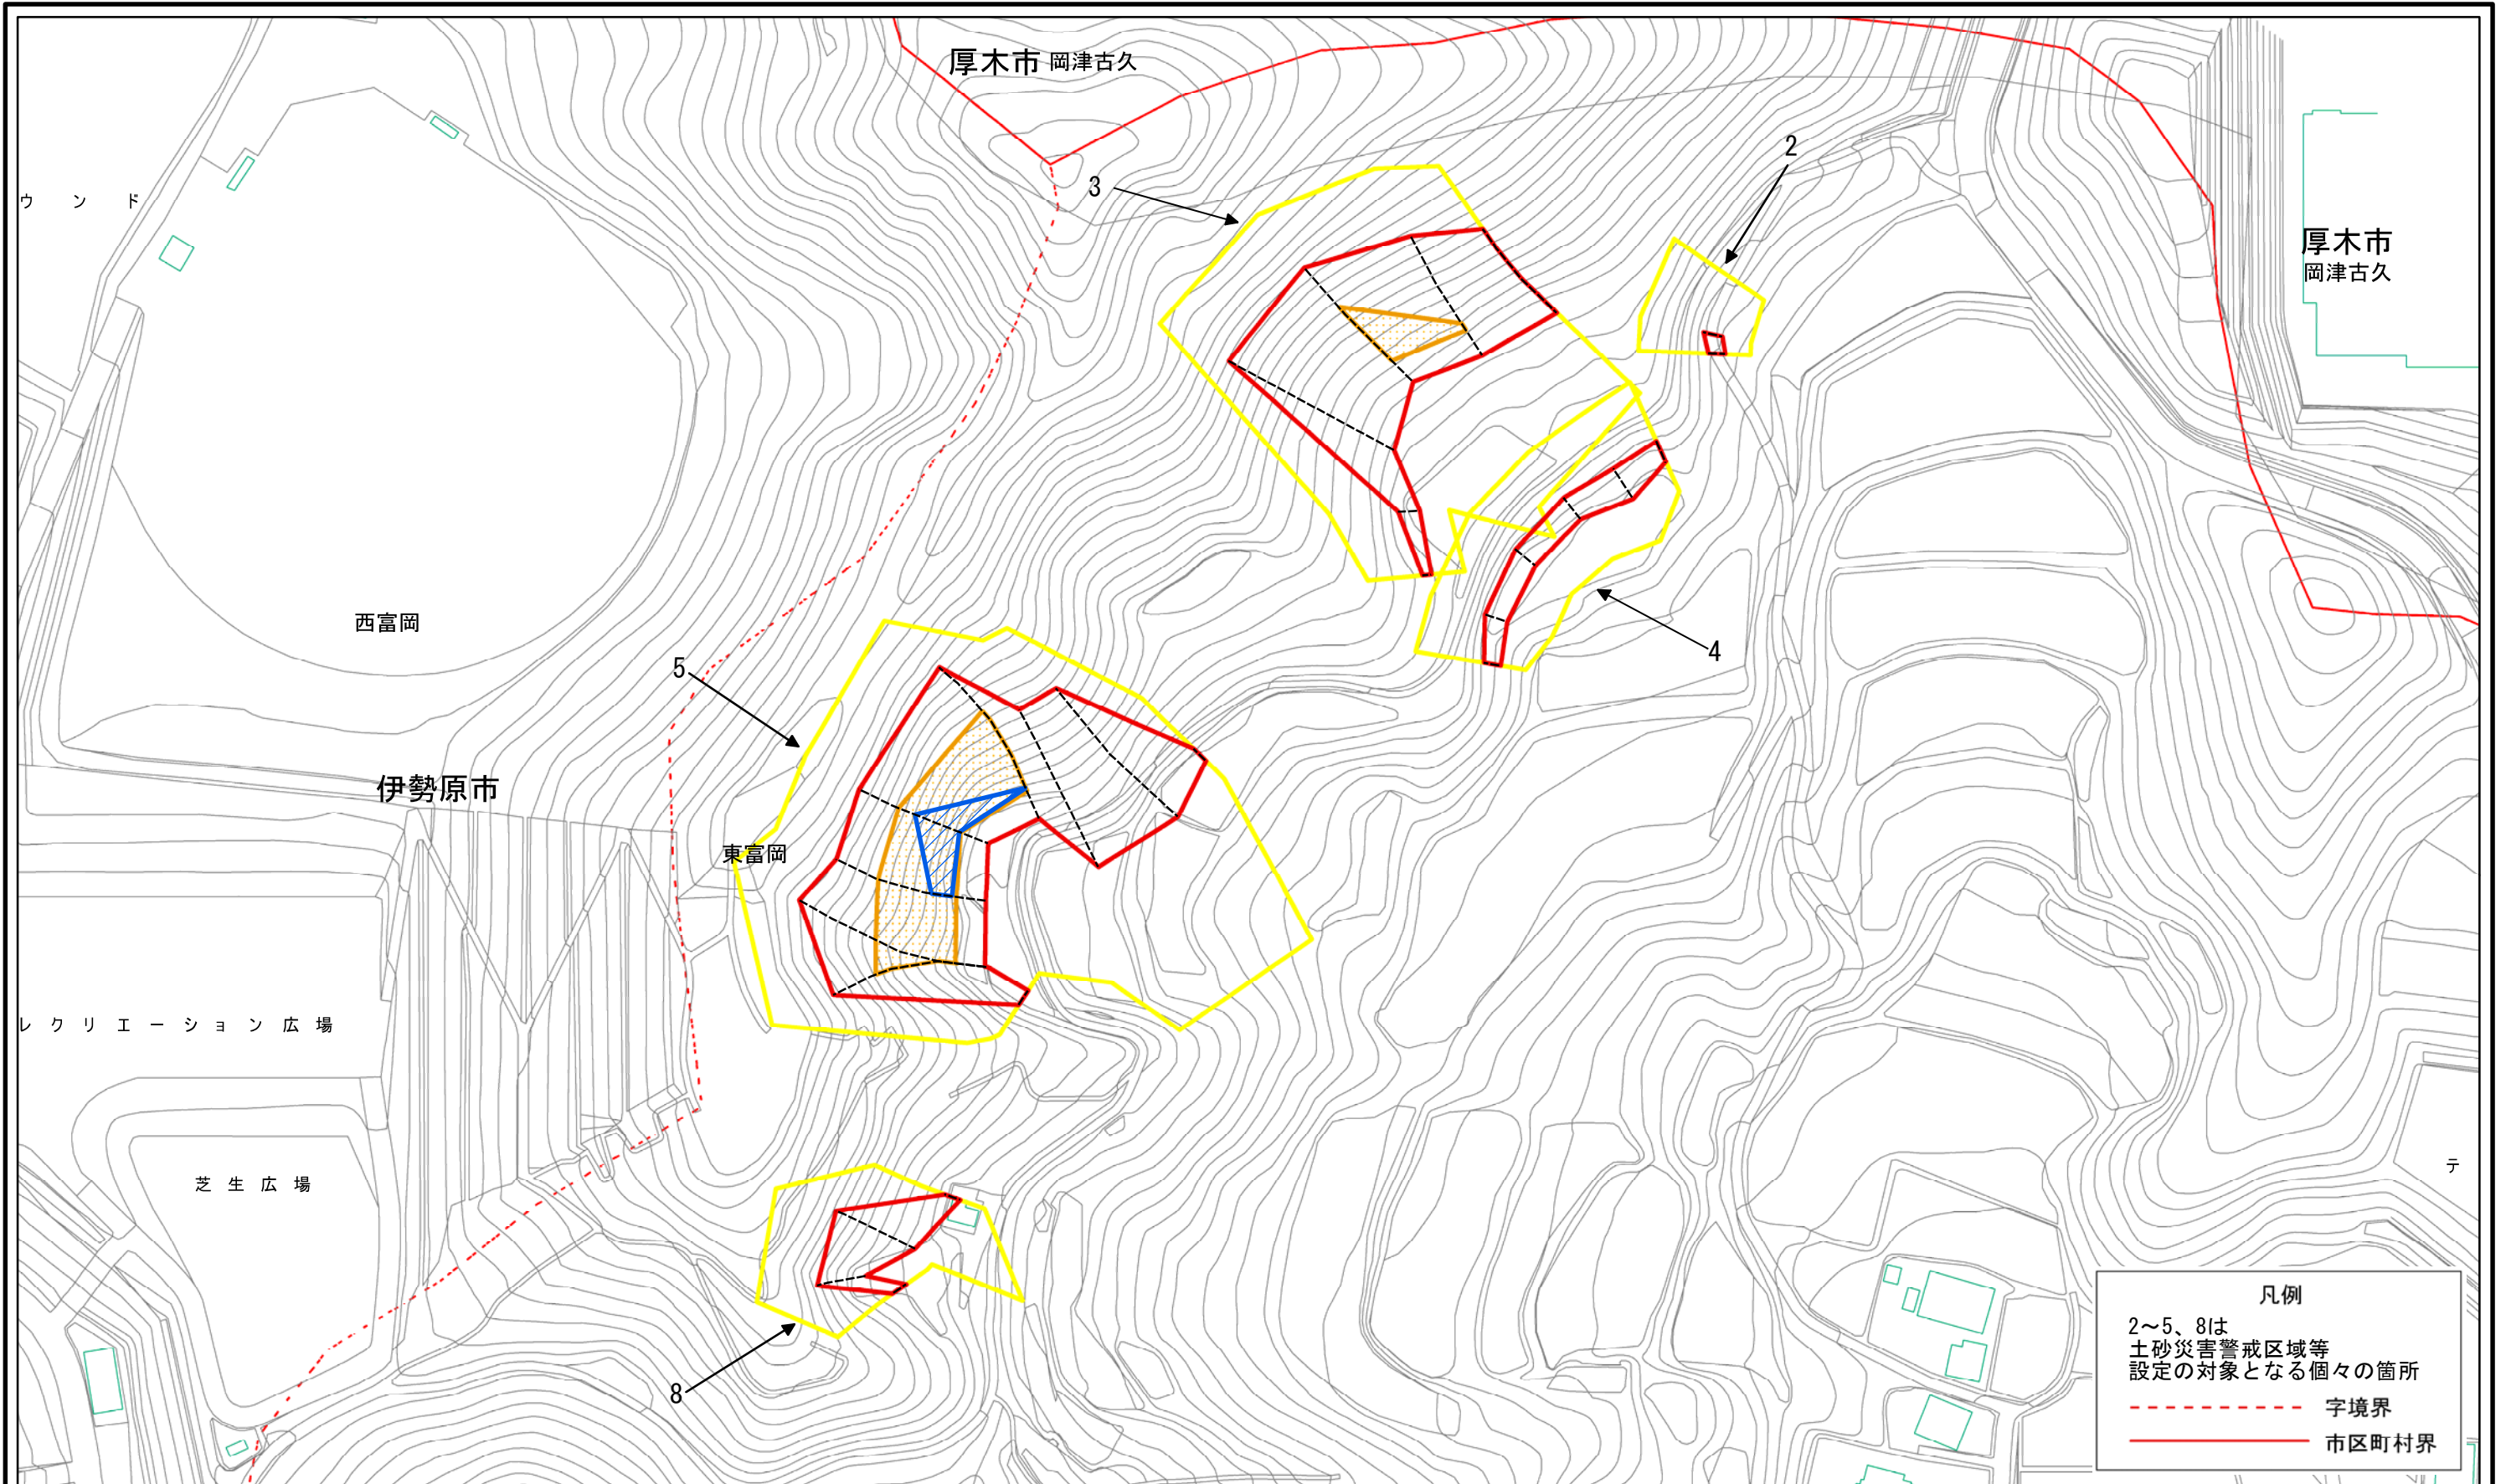 厚木市 岡津古久
2
3
ウンド
厚木市
岡津古久
西富岡
4
5
伊勢原市
東富岡
レクリエーション広場
テ
芝生広場
8
凡例
2～5、8は
土砂災害警戒区域等
設定の対象となる個々の箇所
字境界
市区町村界